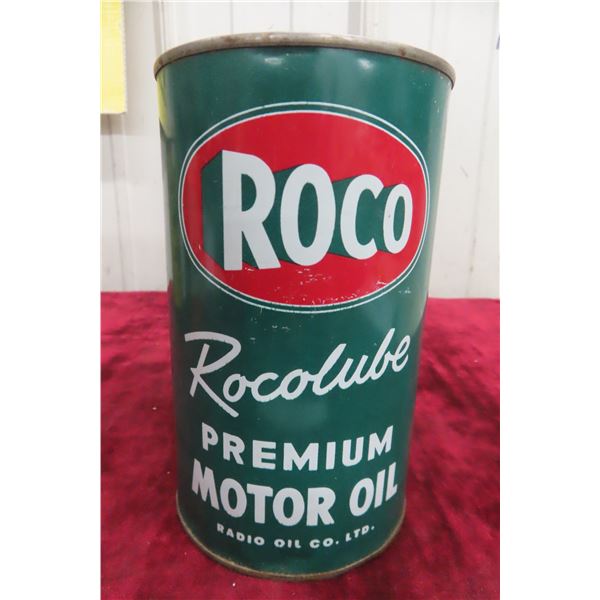 ROCO
Rocolube
PREMIUM
MOTOR OIL
RADIO OIL CO. LTD.